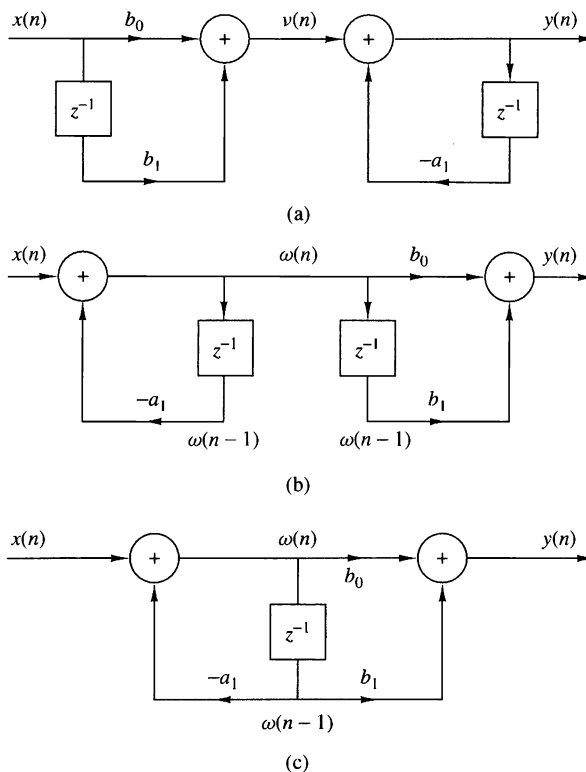 x(n) b₀ + v(n) + y(n)
z⁻¹ z⁻¹
b₁ −a₁
(a)
x(n) + ω(n) b₀ + y(n)
z⁻¹ z⁻¹
−a₁ b₁
ω(n − 1) ω(n − 1)
(b)
x(n) + ω(n) + y(n)
b₀
z⁻¹
−a₁ b₁
ω(n − 1)
(c)